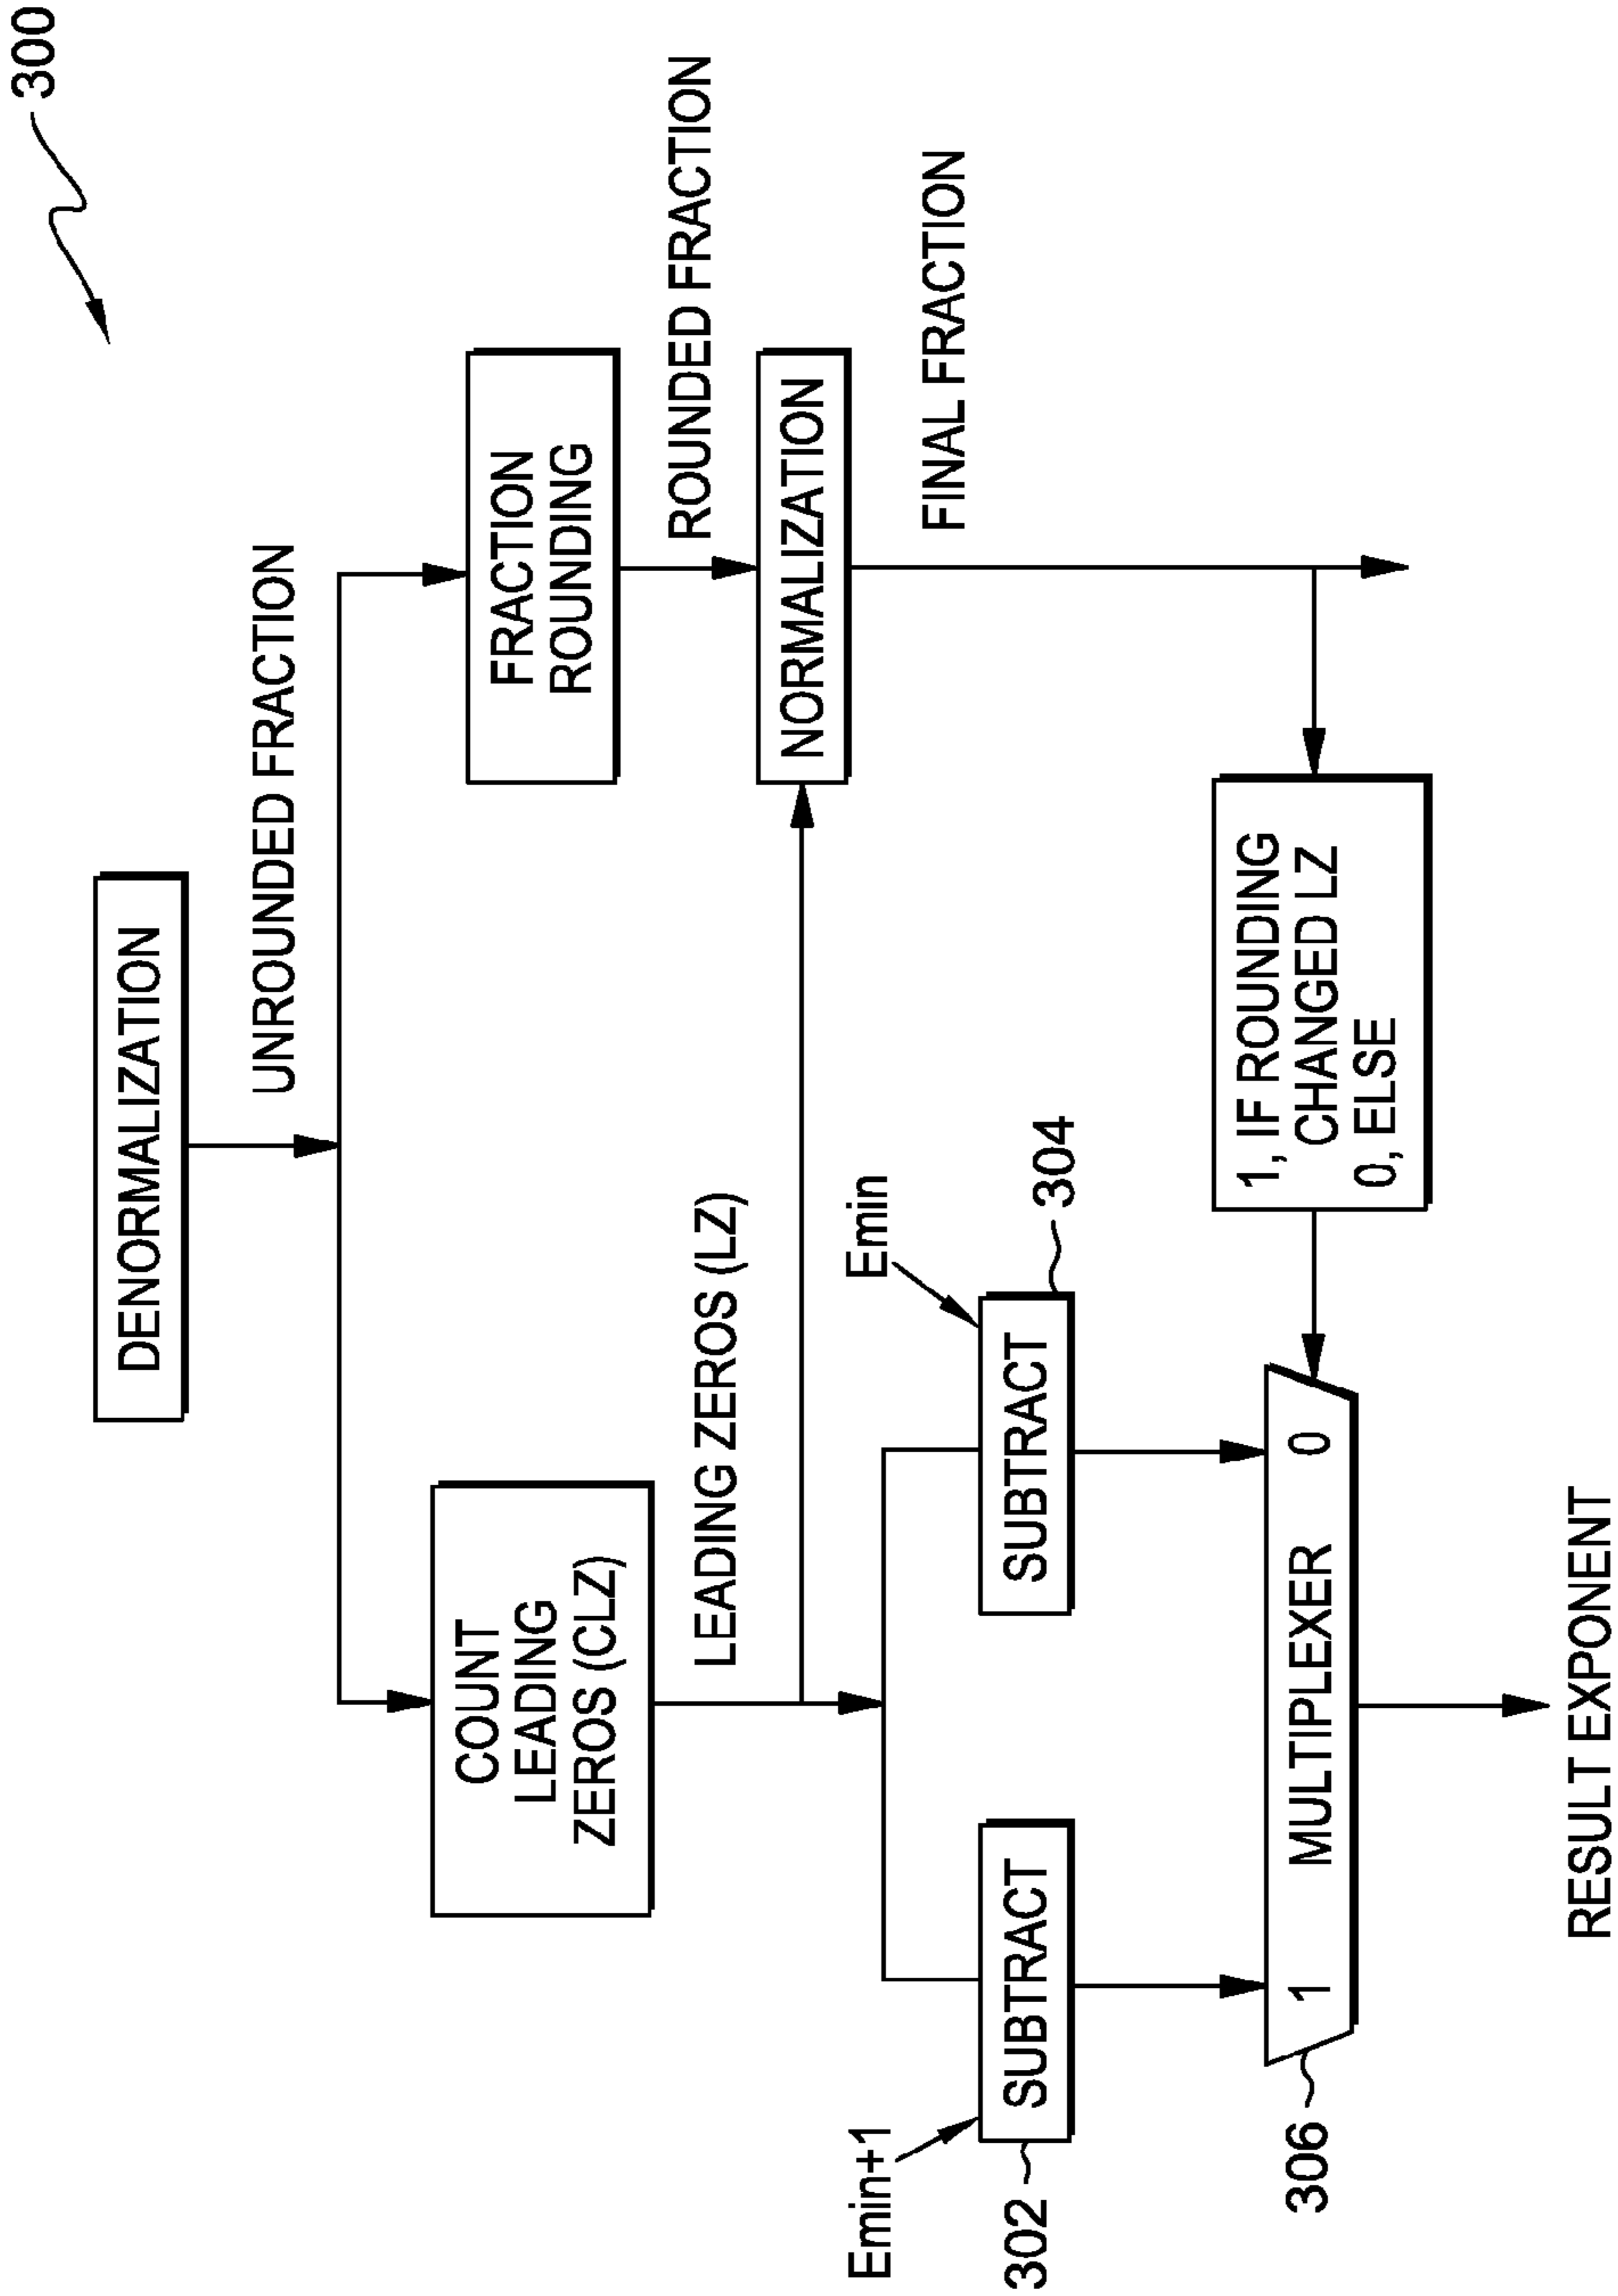 300
DENORMALIZATION
UNROUNDED FRACTION
COUNT
LEADING
ZEROS (CLZ)
FRACTION
ROUNDING
LEADING ZEROS (LZ)
ROUNDED FRACTION
NORMALIZATION
Emin+1
Emin
FINAL FRACTION
302
SUBTRACT
SUBTRACT
304
1, IF ROUNDING
CHANGED LZ
0, ELSE
306
1 MULTIPLEXER 0
RESULT EXPONENT